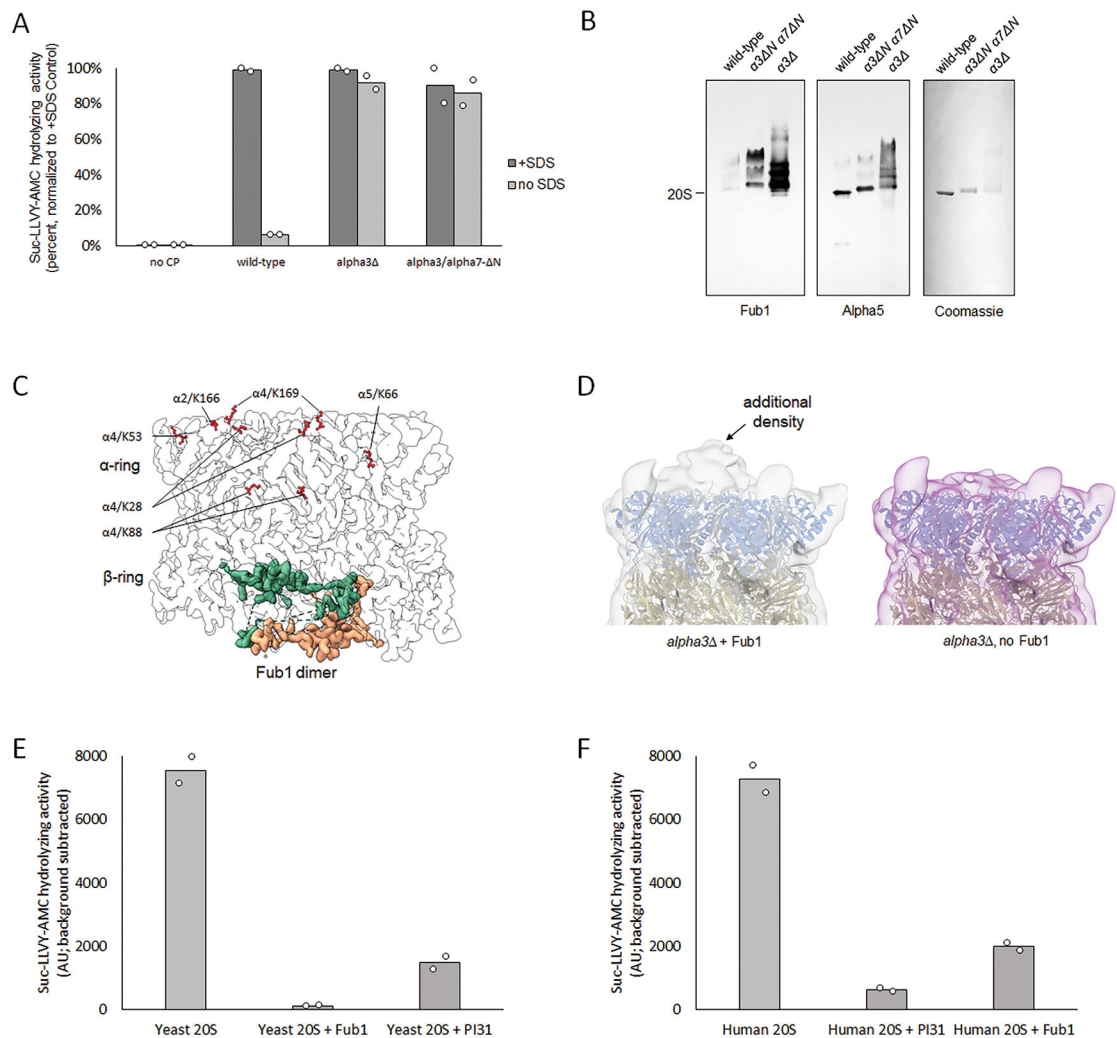 A
Suc-LLVY-AMC hydrolyzing activity
(percent, normalized to +SDS Control)
100%
80%
60%
40%
20%
0%
no CP
wild-type
alpha3Δ
alpha3/alpha7-ΔN
+SDS
no SDS
B
wild-type
α3ΔN α7ΔN
α3Δ
wild-type
α3ΔN α7ΔN
α3Δ
wild-type
α3ΔN α7ΔN
α3Δ
20S
Fub1
Alpha5
Coomassie
C
α2/K166
α4/K169
α5/K66
α4/K53
α-ring
α4/K28
α4/K88
β-ring
Fub1 dimer
D
additional
density
alpha3Δ + Fub1
alpha3Δ, no Fub1
E
Suc-LLVY-AMC hydrolyzing activity
(AU; background subtracted)
8000
6000
4000
2000
0
Yeast 20S
Yeast 20S + Fub1
Yeast 20S + PI31
F
Suc-LLVY-AMC hydrolyzing activity
(AU; background subtracted)
8000
6000
4000
2000
0
Human 20S
Human 20S + PI31
Human 20S + Fub1